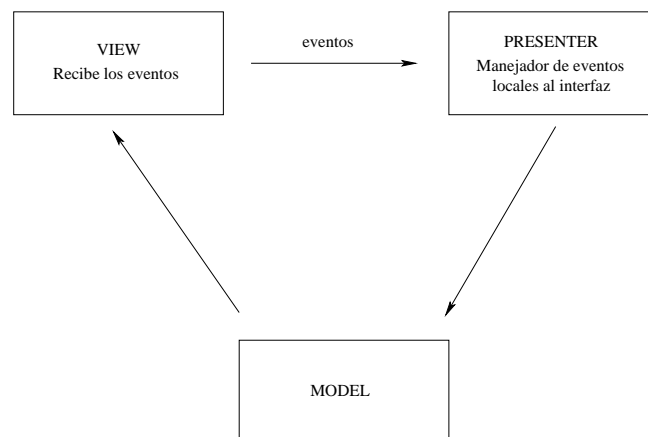 VIEW
Recibe los eventos
eventos
PRESENTER
Manejador de eventos
locales al interfaz
MODEL